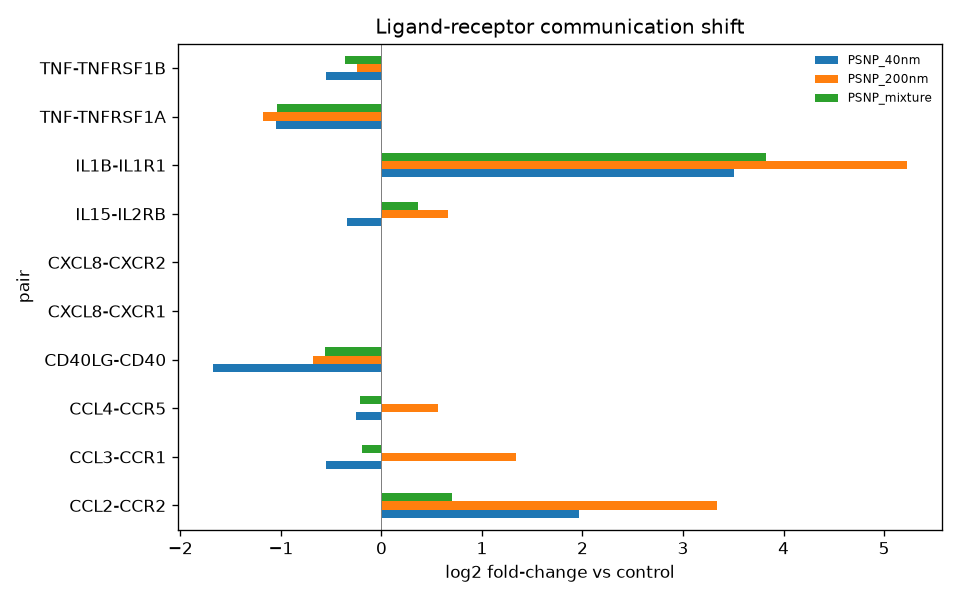 Ligand-receptor communication shift
PSNP_40nm
PSNP_200nm
PSNP_mixture
pair
TNF-TNFRSF1B
TNF-TNFRSF1A
IL1B-IL1R1
IL15-IL2RB
CXCL8-CXCR2
CXCL8-CXCR1
CD40LG-CD40
CCL4-CCR5
CCL3-CCR1
CCL2-CCR2
−2 −1 0 1 2 3 4 5
log2 fold-change vs control